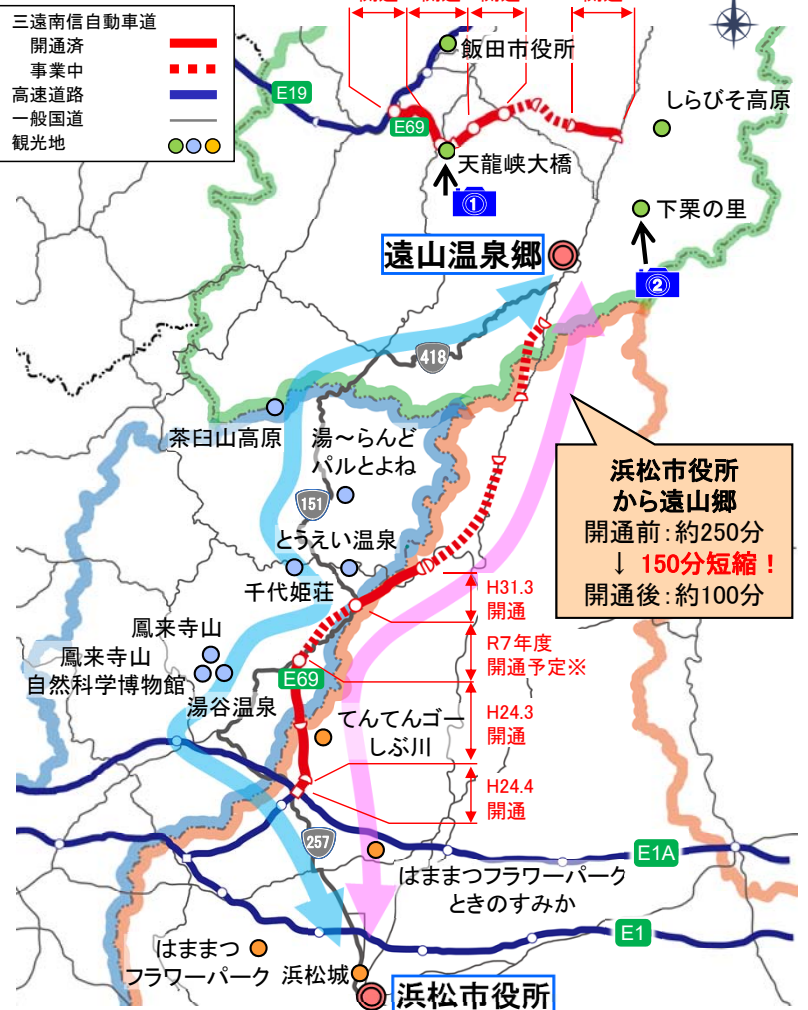 三遠南信自動車道
開通済
事業中
高速道路
一般国道
観光地
開通
開通
開通
開通
飯田市役所
E19
E69
しらびそ高原
天龍峡大橋
①
下栗の里
遠山温泉郷
②
418
茶臼山高原
湯～らんど
パルとよね
151
とうえい温泉
千代姫荘
浜松市役所
から遠山郷
開通前：約250分
↓ 150分短縮！
開通後：約100分
H31.3
開通
R7年度
開通予定※
H24.3
開通
H24.4
開通
鳳来寺山
鳳来寺山
自然科学博物館
E69
湯谷温泉
てんてんゴー
しぶ川
257
E1A
はままつフラワーパーク
ときのすみか
E1
はままつ
フラワーパーク
浜松城
浜松市役所